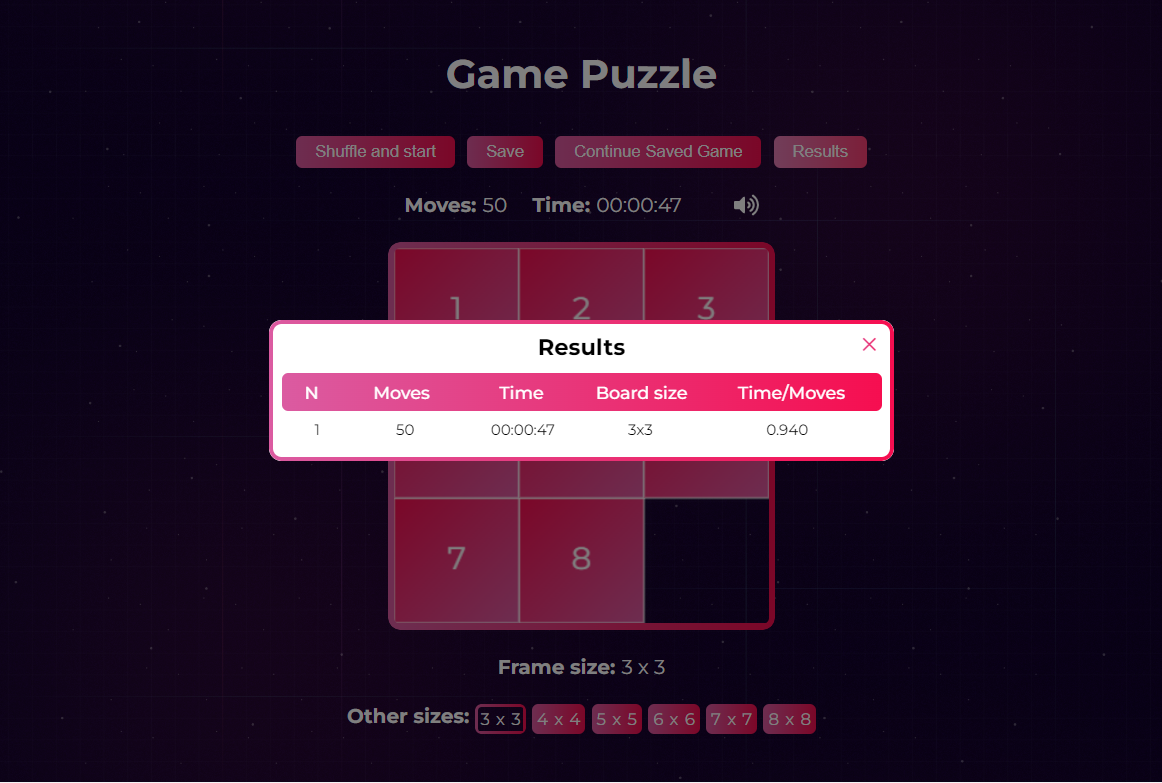 Game Puzzle
Shuffle and start Save Continue Saved Game Results
Moves: 50 Time: 00:00:47
1 2 3
Results
N Moves Time Board size Time/Moves
1 50 00:00:47 3x3 0.940
7 8
Frame size: 3 x 3
Other sizes: 3 x 3 4 x 4 5 x 5 6 x 6 7 x 7 8 x 8